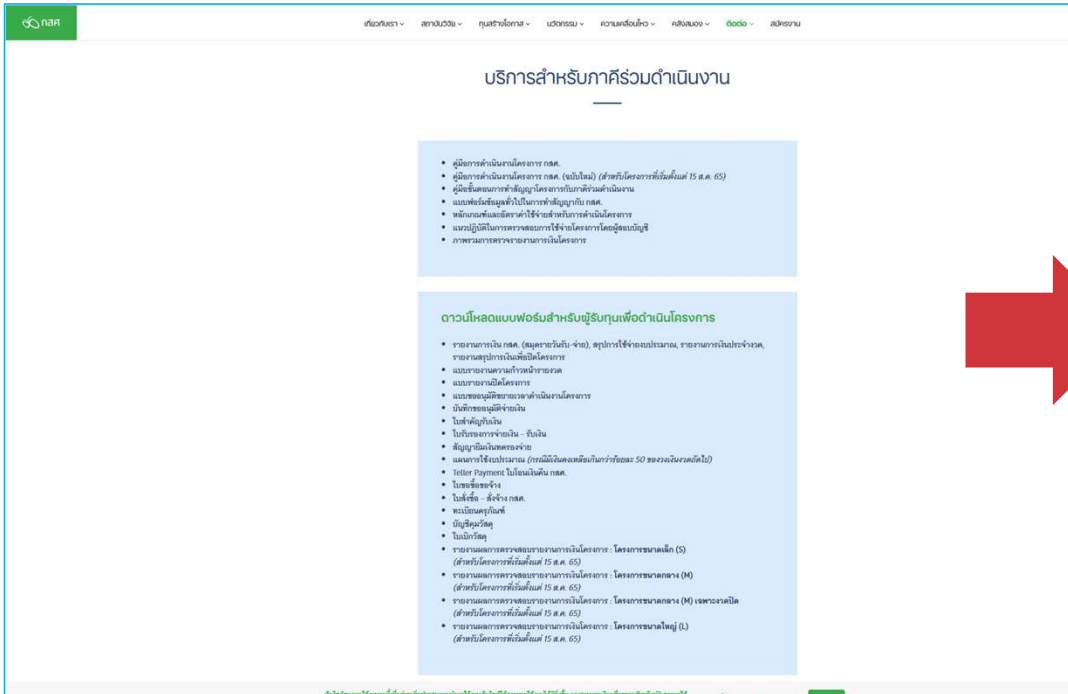 กสศ
เกี่ยวกับเรา สถาบันวิจัย ทุนสร้างโอกาส นวัตกรรม ความเคลื่อนไหว คลังสมอง ติดต่อ สมัครงาน
บริการสำหรับภาคีร่วมดำเนินงาน
• คู่มือการดำเนินงานโครงการ กสศ.
• คู่มือการดำเนินงานโครงการ กสศ. (ฉบับใหม่) (สำหรับโครงการที่เริ่มตั้งแต่ 15 ส.ค. 65)
• คู่มือขั้นตอนการทำสัญญาโครงการกับภาคีร่วมดำเนินงาน
• แบบฟอร์มข้อมูลทั่วไปในการทำสัญญากับ กสศ.
• หลักเกณฑ์และอัตราค่าใช้จ่ายสำหรับการดำเนินโครงการ
• แนวปฏิบัติในการตรวจสอบการใช้จ่ายโครงการโดยผู้สอบบัญชี
• ภาพรวมการตรวจรายงานการเงินโครงการ
ดาวน์โหลดแบบฟอร์มสำหรับผู้รับทุนเพื่อดำเนินโครงการ
• รายงานการเงิน กสศ. (สมุดรายวันรับ-จ่าย), สรุปการใช้จ่ายงบประมาณ, รายงานการเงินประจำงวด,
รายงานสรุปการเงินเพื่อปิดโครงการ
• แบบรายงานความก้าวหน้ารายงวด
• แบบรายงานปิดโครงการ
• แบบขออนุมัติขยายเวลาดำเนินงานโครงการ
• บันทึกขออนุมัติจ่ายเงิน
• ใบสำคัญรับเงิน
• ใบรับรองการจ่ายเงิน – รับเงิน
• สัญญายืมเงินทดรองจ่าย
• แผนการใช้งบประมาณ (กรณีมีเงินคงเหลือเกินกว่าร้อยละ 50 ของวงเงินงวดถัดไป)
• Teller Payment ใบโอนเงินคืน กสศ.
• ใบขอซื้อขอจ้าง
• ใบสั่งซื้อ – สั่งจ้าง กสศ.
• ทะเบียนครุภัณฑ์
• บัญชีคุมวัสดุ
• ใบเบิกวัสดุ
• รายงานผลการตรวจสอบรายงานการเงินโครงการ : โครงการขนาดเล็ก (S)
(สำหรับโครงการที่เริ่มตั้งแต่ 15 ส.ค. 65)
• รายงานผลการตรวจสอบรายงานการเงินโครงการ : โครงการขนาดกลาง (M)
(สำหรับโครงการที่เริ่มตั้งแต่ 15 ส.ค. 65)
• รายงานผลการตรวจสอบรายงานการเงินโครงการ : โครงการขนาดกลาง (M) เฉพาะงวดปิด
(สำหรับโครงการที่เริ่มตั้งแต่ 15 ส.ค. 65)
• รายงานผลการตรวจสอบรายงานการเงินโครงการ : โครงการขนาดใหญ่ (L)
(สำหรับโครงการที่เริ่มตั้งแต่ 15 ส.ค. 65)